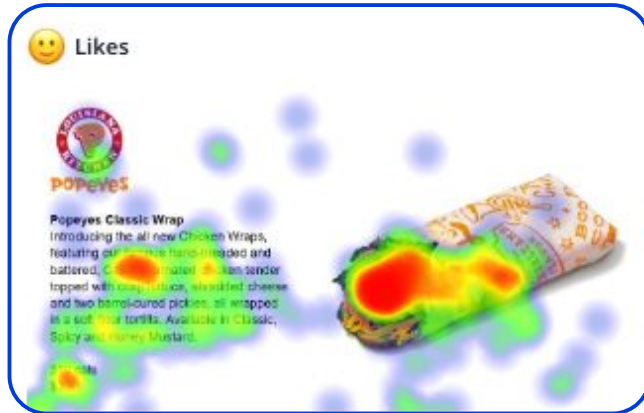 Likes
LOUISIANA
KITCHEN
POPEYES
Popeyes Classic Wrap
Introducing the all new Chicken Wraps,
featuring our hand-breaded and
battered, chicken tender
topped with lettuce, shredded cheese
and two barrel-cured pickles, all wrapped
in a soft flour tortilla. Available in Classic,
Spicy and Honey Mustard.